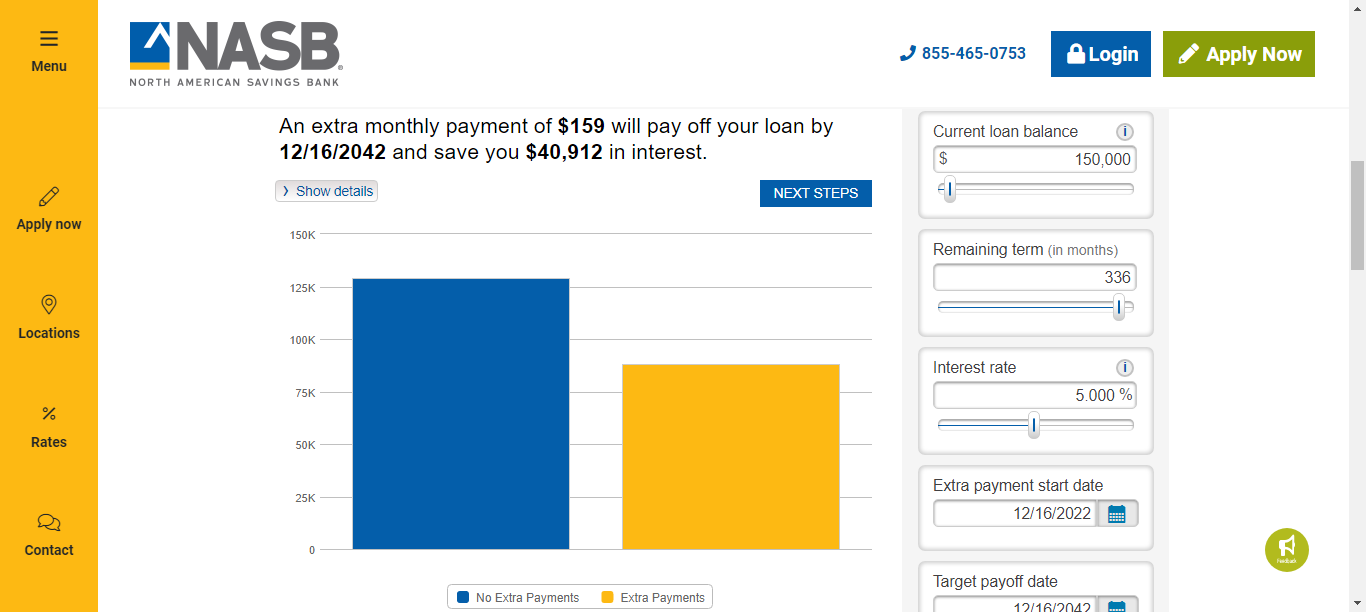 Menu
Apply now
Locations
Rates
Contact
NASB®
NORTH AMERICAN SAVINGS BANK
855-465-0753
Login
Apply Now
An extra monthly payment of $159 will pay off your loan by
12/16/2042 and save you $40,912 in interest.
Show details
NEXT STEPS
150K
125K
100K
75K
50K
25K
0
No Extra Payments
Extra Payments
Current loan balance
i
$ 150,000
Remaining term (in months)
336
Interest rate
i
5.000 %
Extra payment start date
12/16/2022
Target payoff date
12/16/2042
Feedback